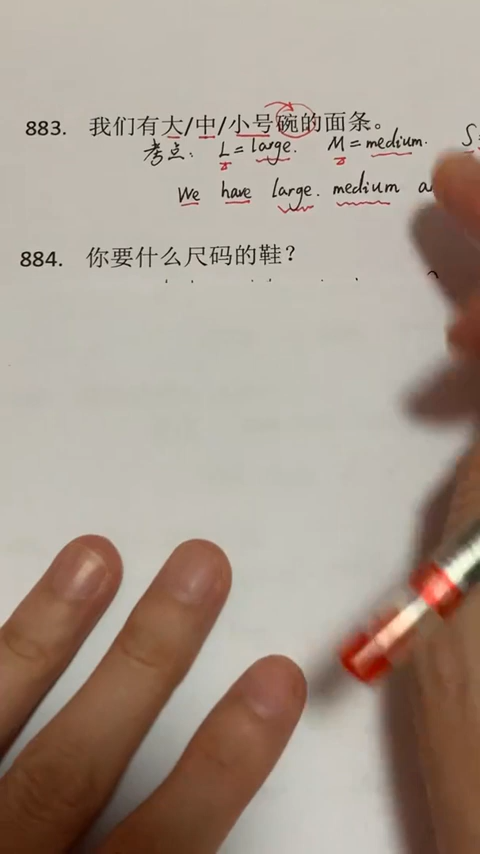 883. 我们有大/中/小号碗的面条。
考点: L = large. M = medium. S
We have large. medium
884. 你要什么尺码的鞋？